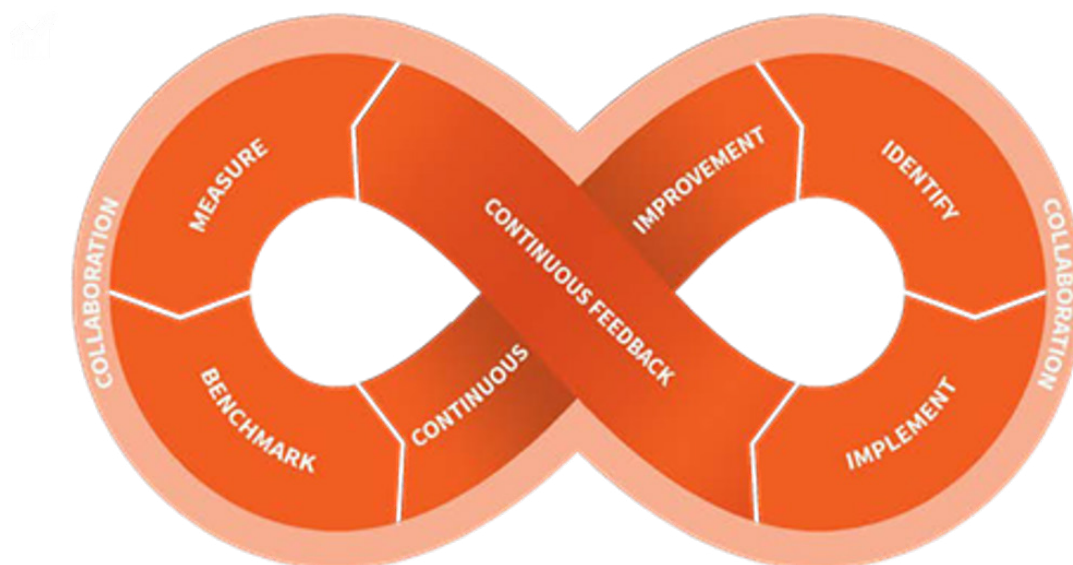 COLLABORATION
MEASURE
BENCHMARK
CONTINUOUS
IMPROVEMENT
CONTINUOUS FEEDBACK
IDENTIFY
IMPLEMENT
COLLABORATION